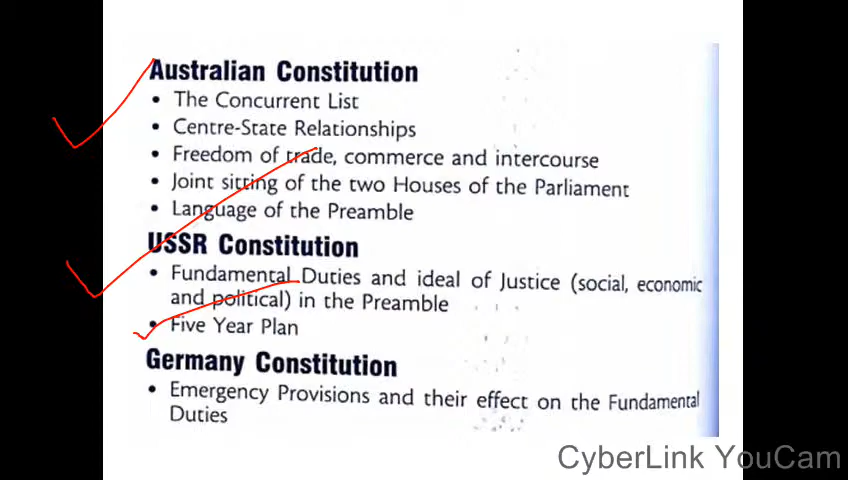 Australian Constitution
• The Concurrent List
• Centre-State Relationships
• Freedom of trade, commerce and intercourse
• Joint sitting of the two Houses of the Parliament
• Language of the Preamble
USSR Constitution
• Fundamental Duties and ideal of Justice (social, economic
and political) in the Preamble
• Five Year Plan
Germany Constitution
• Emergency Provisions and their effect on the Fundamental
Duties
CyberLink YouCam